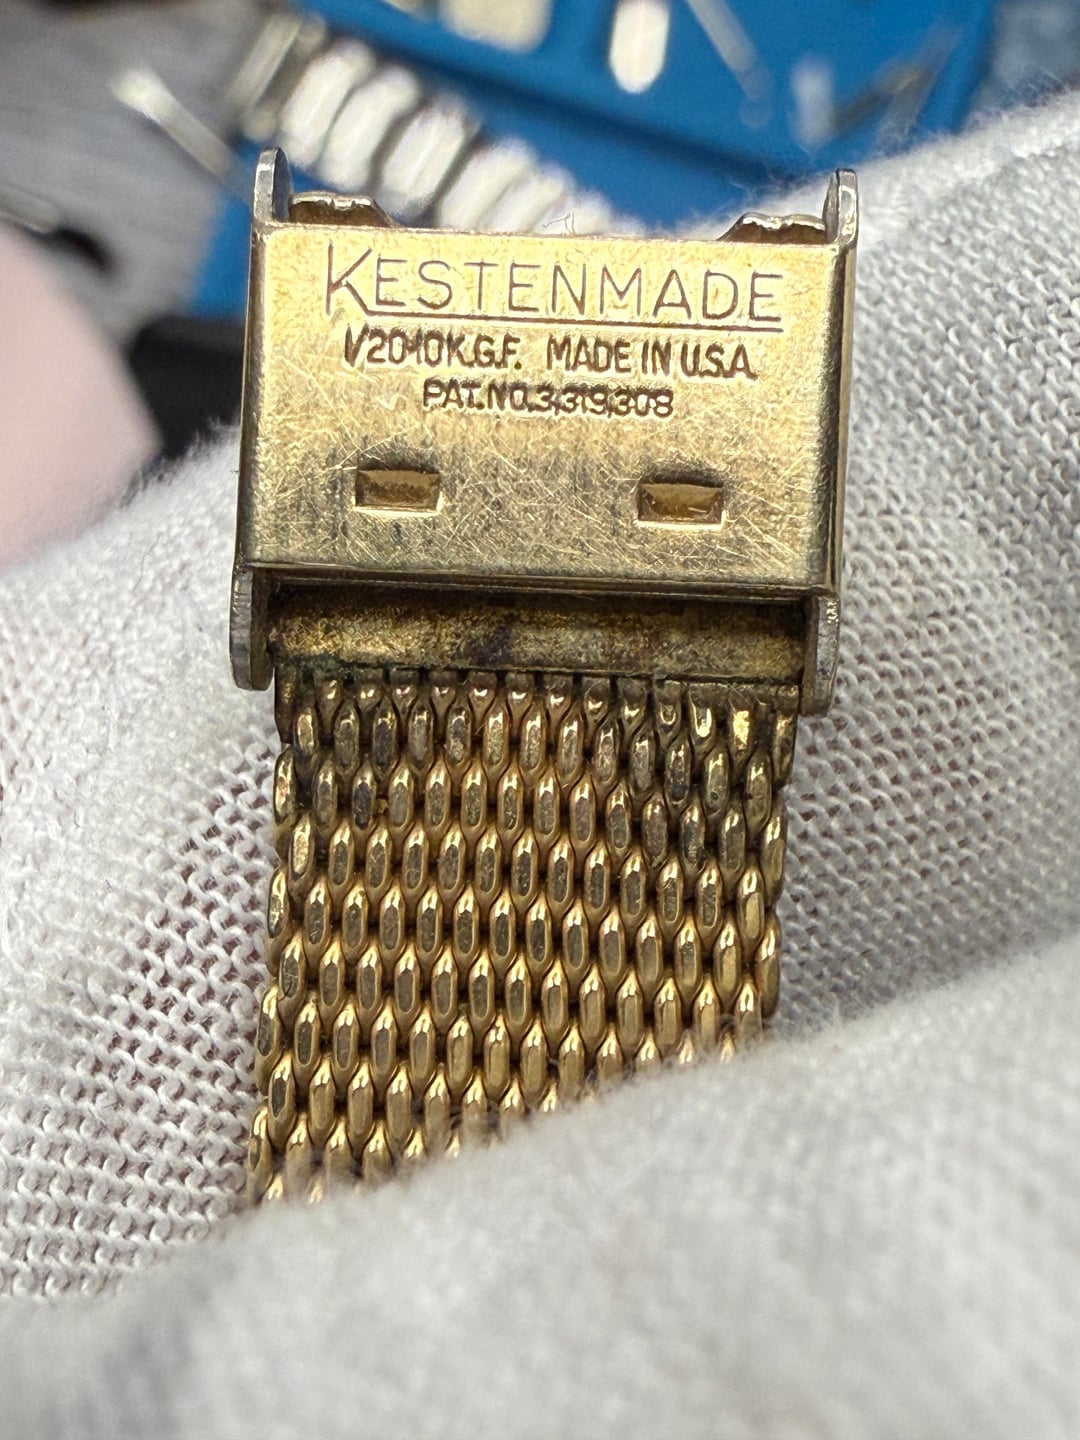 KESTENMADE
1/20-10K.G.F. MADE IN U.S.A.
PAT. NO. 3,319,308